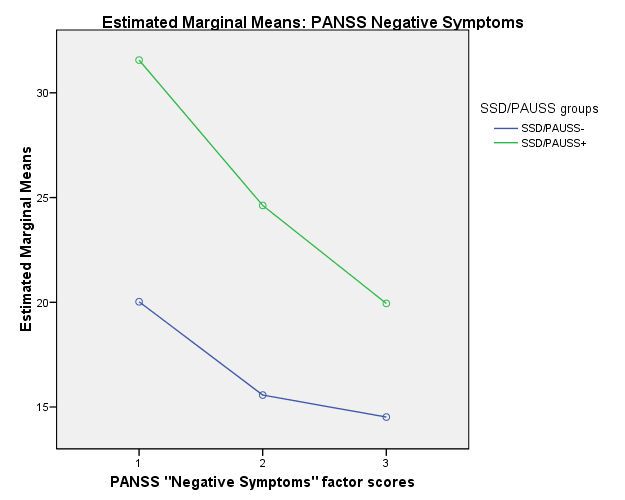 Estimated Marginal Means: PANSS Negative Symptoms
Estimated Marginal Means
30
25
20
15
1 2 3
PANSS "Negative Symptoms" factor scores
SSD/PAUSS groups
SSD/PAUSS-
SSD/PAUSS+